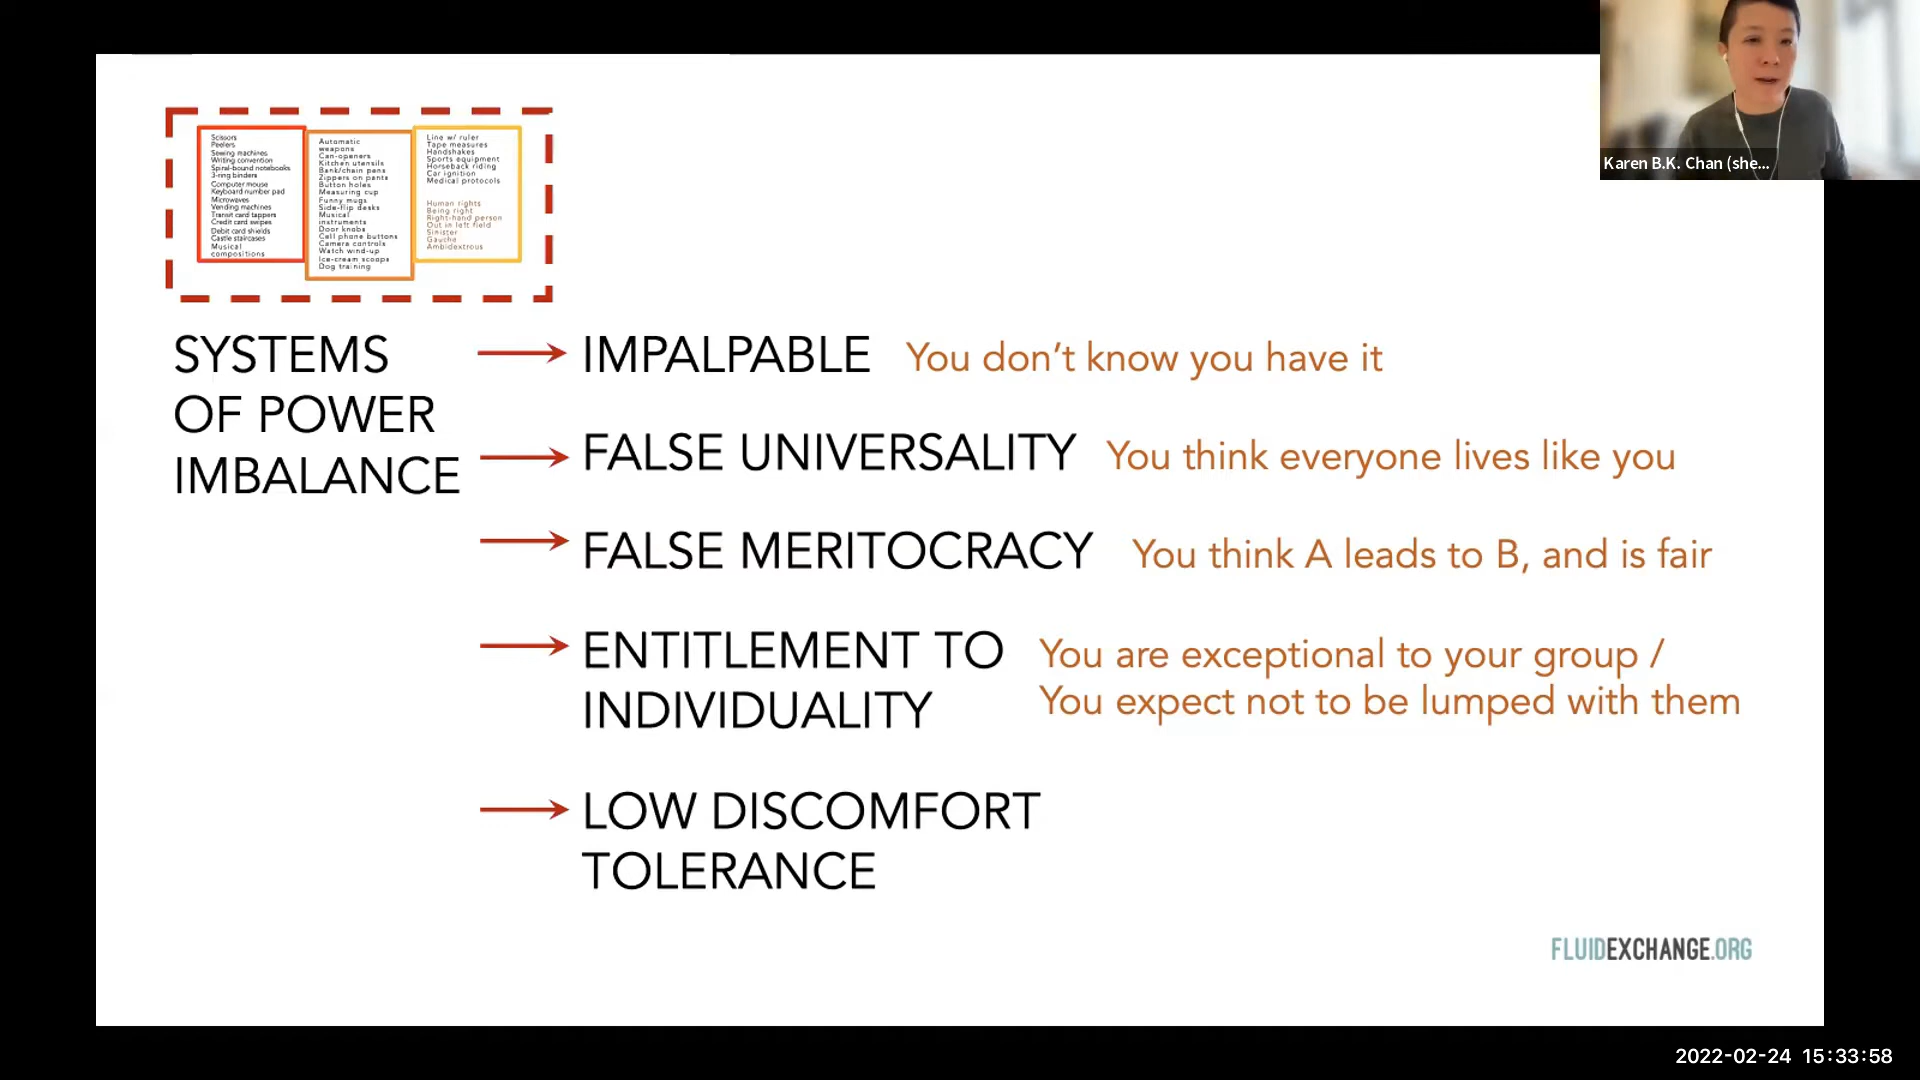 Scissors
Peelers
Sewing machines
Writing convention
Spiral-bound notebooks
3-ring binders
Computer mouse
Keyboard number pad
Microwaves
Vending machines
Transit card tappers
Credit card swipes
Debit card shields
Castle staircases
Musical
compositions
Automatic
weapons
Can-openers
Kitchen utensils
Bank/chain pens
Zippers on pants
Button holes
Measuring cup
Funny mugs
Side-flip desks
Musical
instruments
Door knobs
Cell phone buttons
Camera controls
Watch wind-up
Ice-cream scoops
Dog training
Line w/ ruler
Tape measures
Handshakes
Sports equipment
Horseback riding
Car ignition
Medical protocols
Human rights
Being right
Right-hand person
Out in left field
Sinister
Gauche
Ambidextrous
Karen B.K. Chan (she...
SYSTEMS
OF POWER
IMBALANCE
IMPALPABLE You don’t know you have it
FALSE UNIVERSALITY You think everyone lives like you
FALSE MERITOCRACY You think A leads to B, and is fair
ENTITLEMENT TO
INDIVIDUALITY
You are exceptional to your group /
You expect not to be lumped with them
LOW DISCOMFORT
TOLERANCE
FLUIDEXCHANGE.ORG
2022-02-24 15:33:58